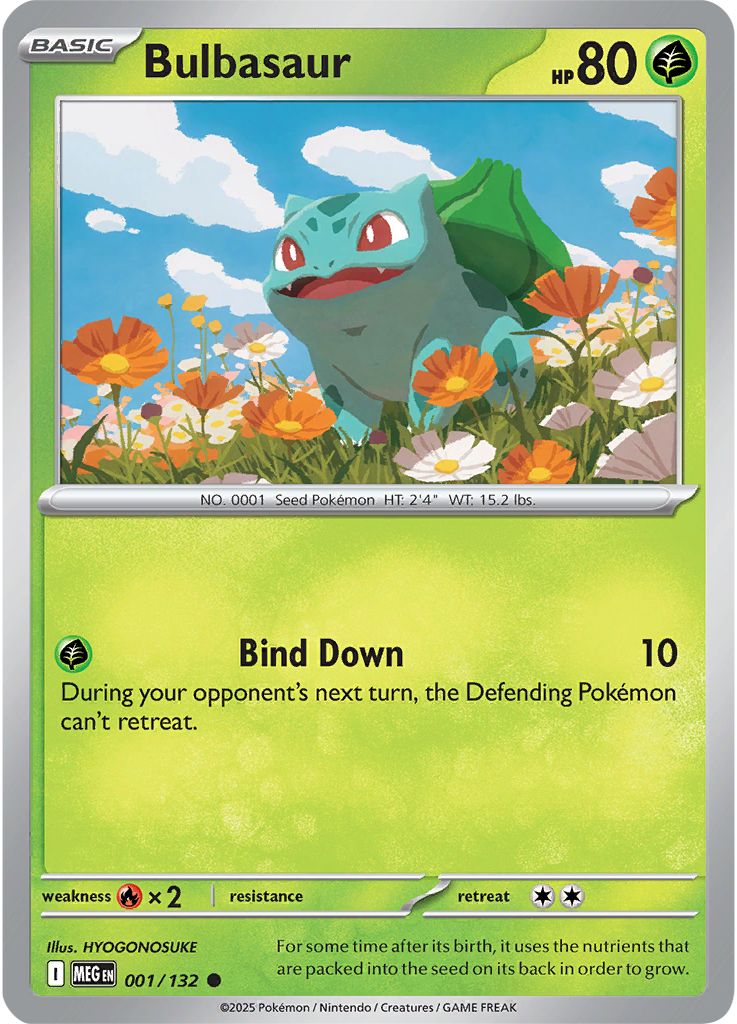 BASIC
Bulbasaur
HP 80
NO. 0001 Seed Pokémon HT: 2'4" WT: 15.2 lbs.
Bind Down 10
During your opponent's next turn, the Defending Pokémon
can't retreat.
weakness ×2 resistance retreat
Illus. HYOGONOSUKE
I MEG EN 001/132
For some time after its birth, it uses the nutrients that
are packed into the seed on its back in order to grow.
©2025 Pokémon / Nintendo / Creatures / GAME FREAK